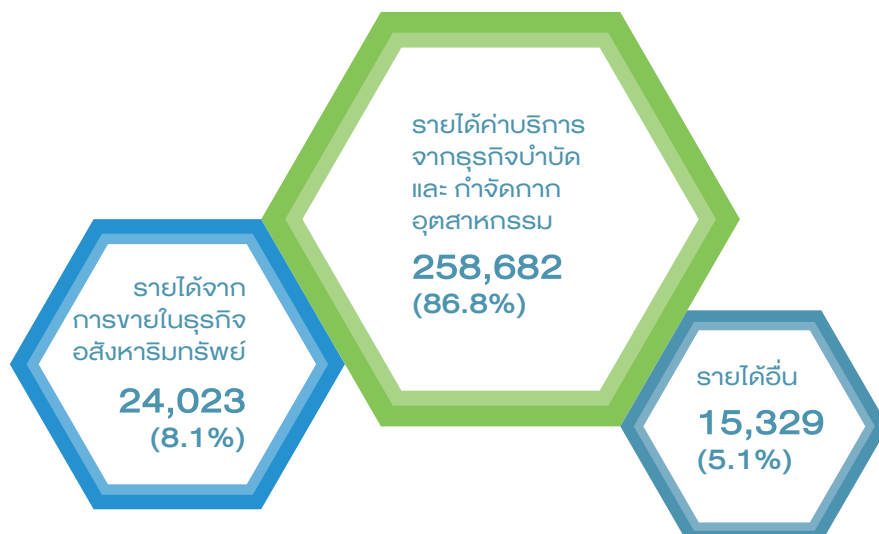 รายได้ค่าบริการ
จากธุรกิจบำบัด
และ กำจัดกาก
อุตสาหกรรม
258,682
(86.8%)
รายได้จาก
การขายในธุรกิจ
อสังหาริมทรัพย์
24,023
(8.1%)
รายได้อื่น
15,329
(5.1%)